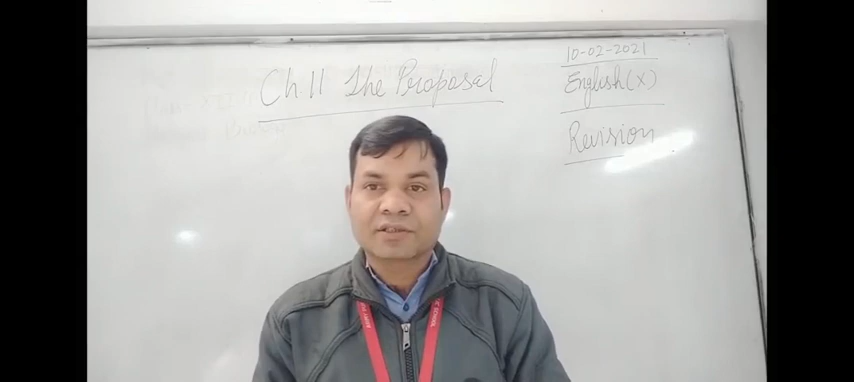 Ch. 11 The Proposal
10-02-2021
English (X)
Revision